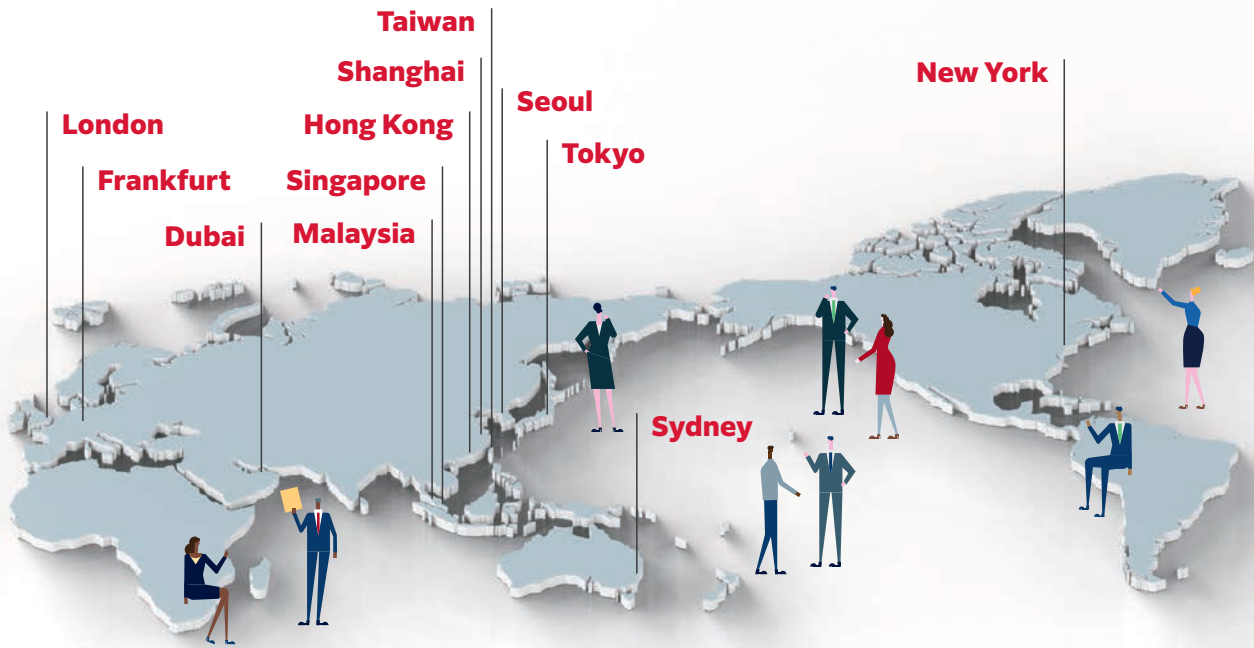 Taiwan
Shanghai
New York
Seoul
London
Hong Kong
Tokyo
Frankfurt
Singapore
Dubai
Malaysia
Sydney